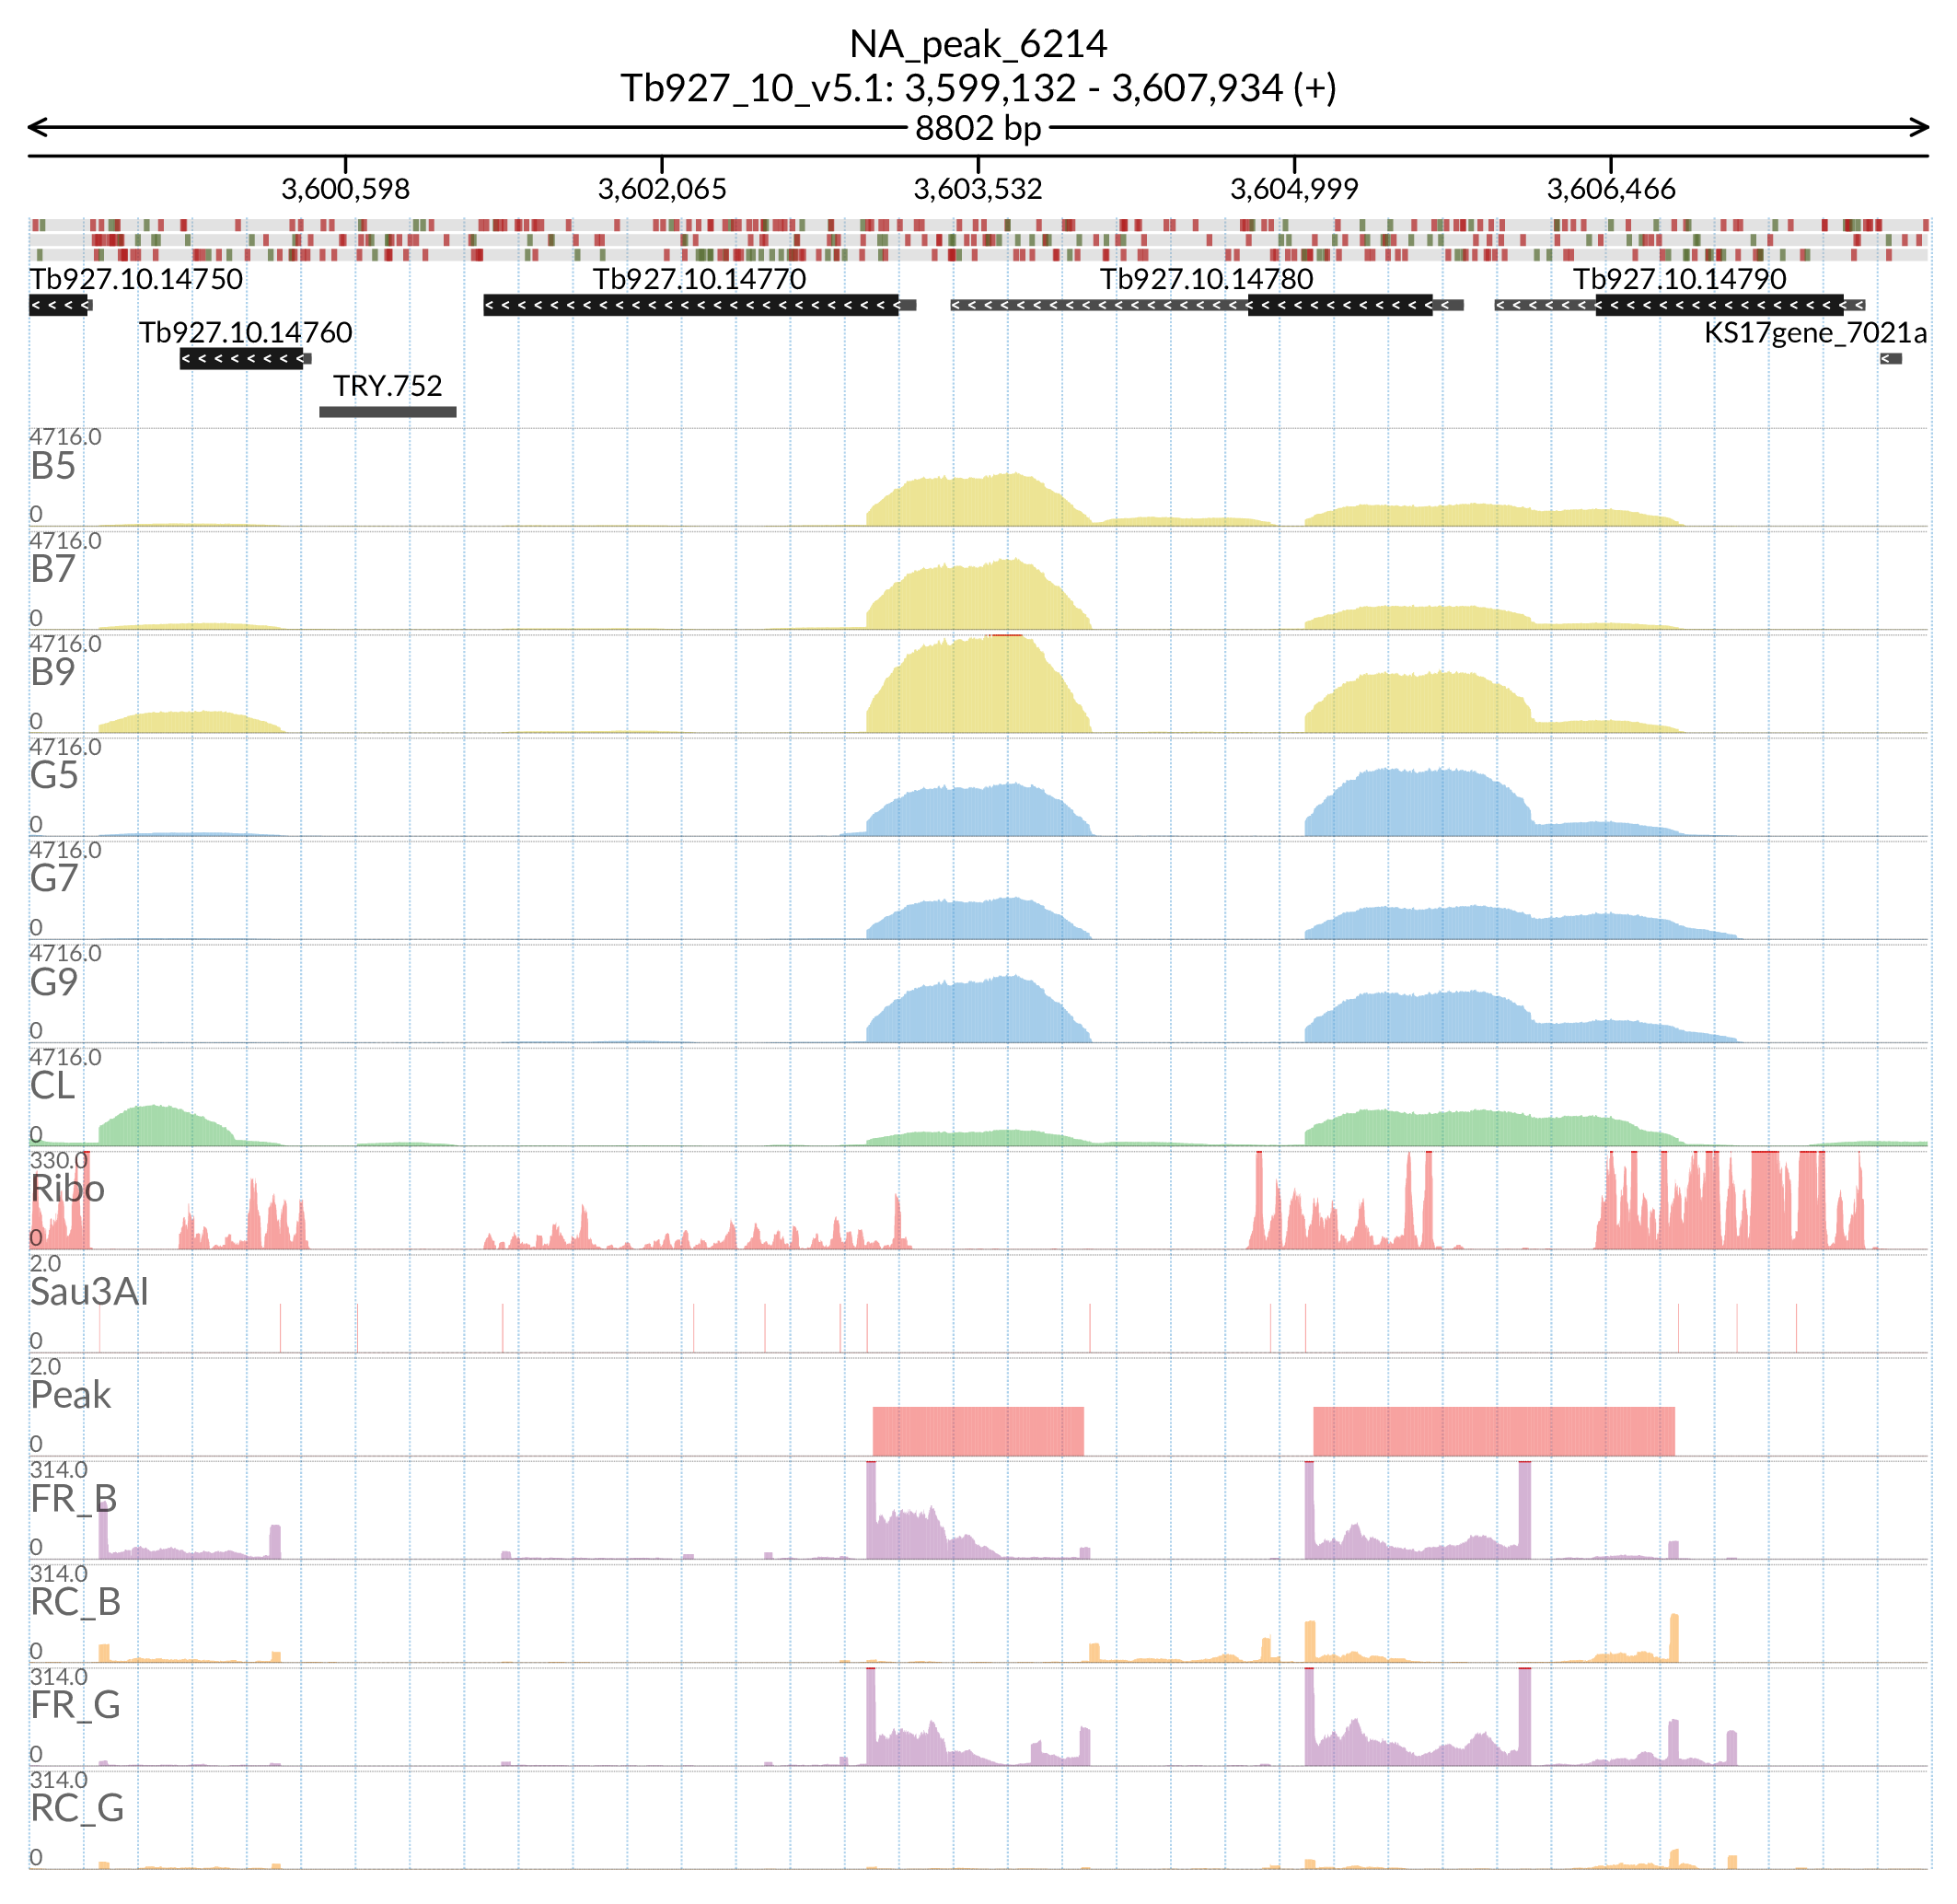 NA_peak_6214
Tb927_10_v5.1: 3,599,132 - 3,607,934 (+)
8802 bp
3,600,598 3,602,065 3,603,532 3,604,999 3,606,466
Tb927.10.14750 Tb927.10.14770 Tb927.10.14780 Tb927.10.14790
Tb927.10.14760 KS17gene_7021a
TRY.752
4716.0
B5
0
4716.0
B7
0
4716.0
B9
0
4716.0
G5
0
4716.0
G7
0
4716.0
G9
0
4716.0
CL
0
330.0
Ribo
0
2.0
Sau3AI
0
2.0
Peak
0
314.0
FR_B
0
314.0
RC_B
0
314.0
FR_G
0
314.0
RC_G
0